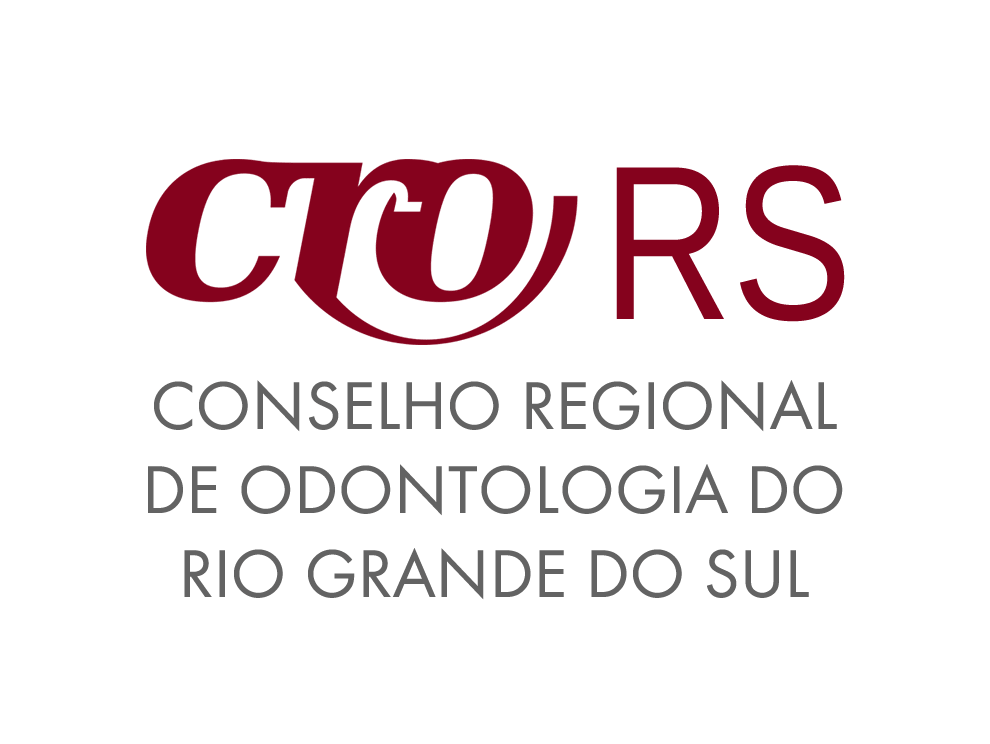 cro RS
CONSELHO REGIONAL
DE ODONTOLOGIA DO
RIO GRANDE DO SUL